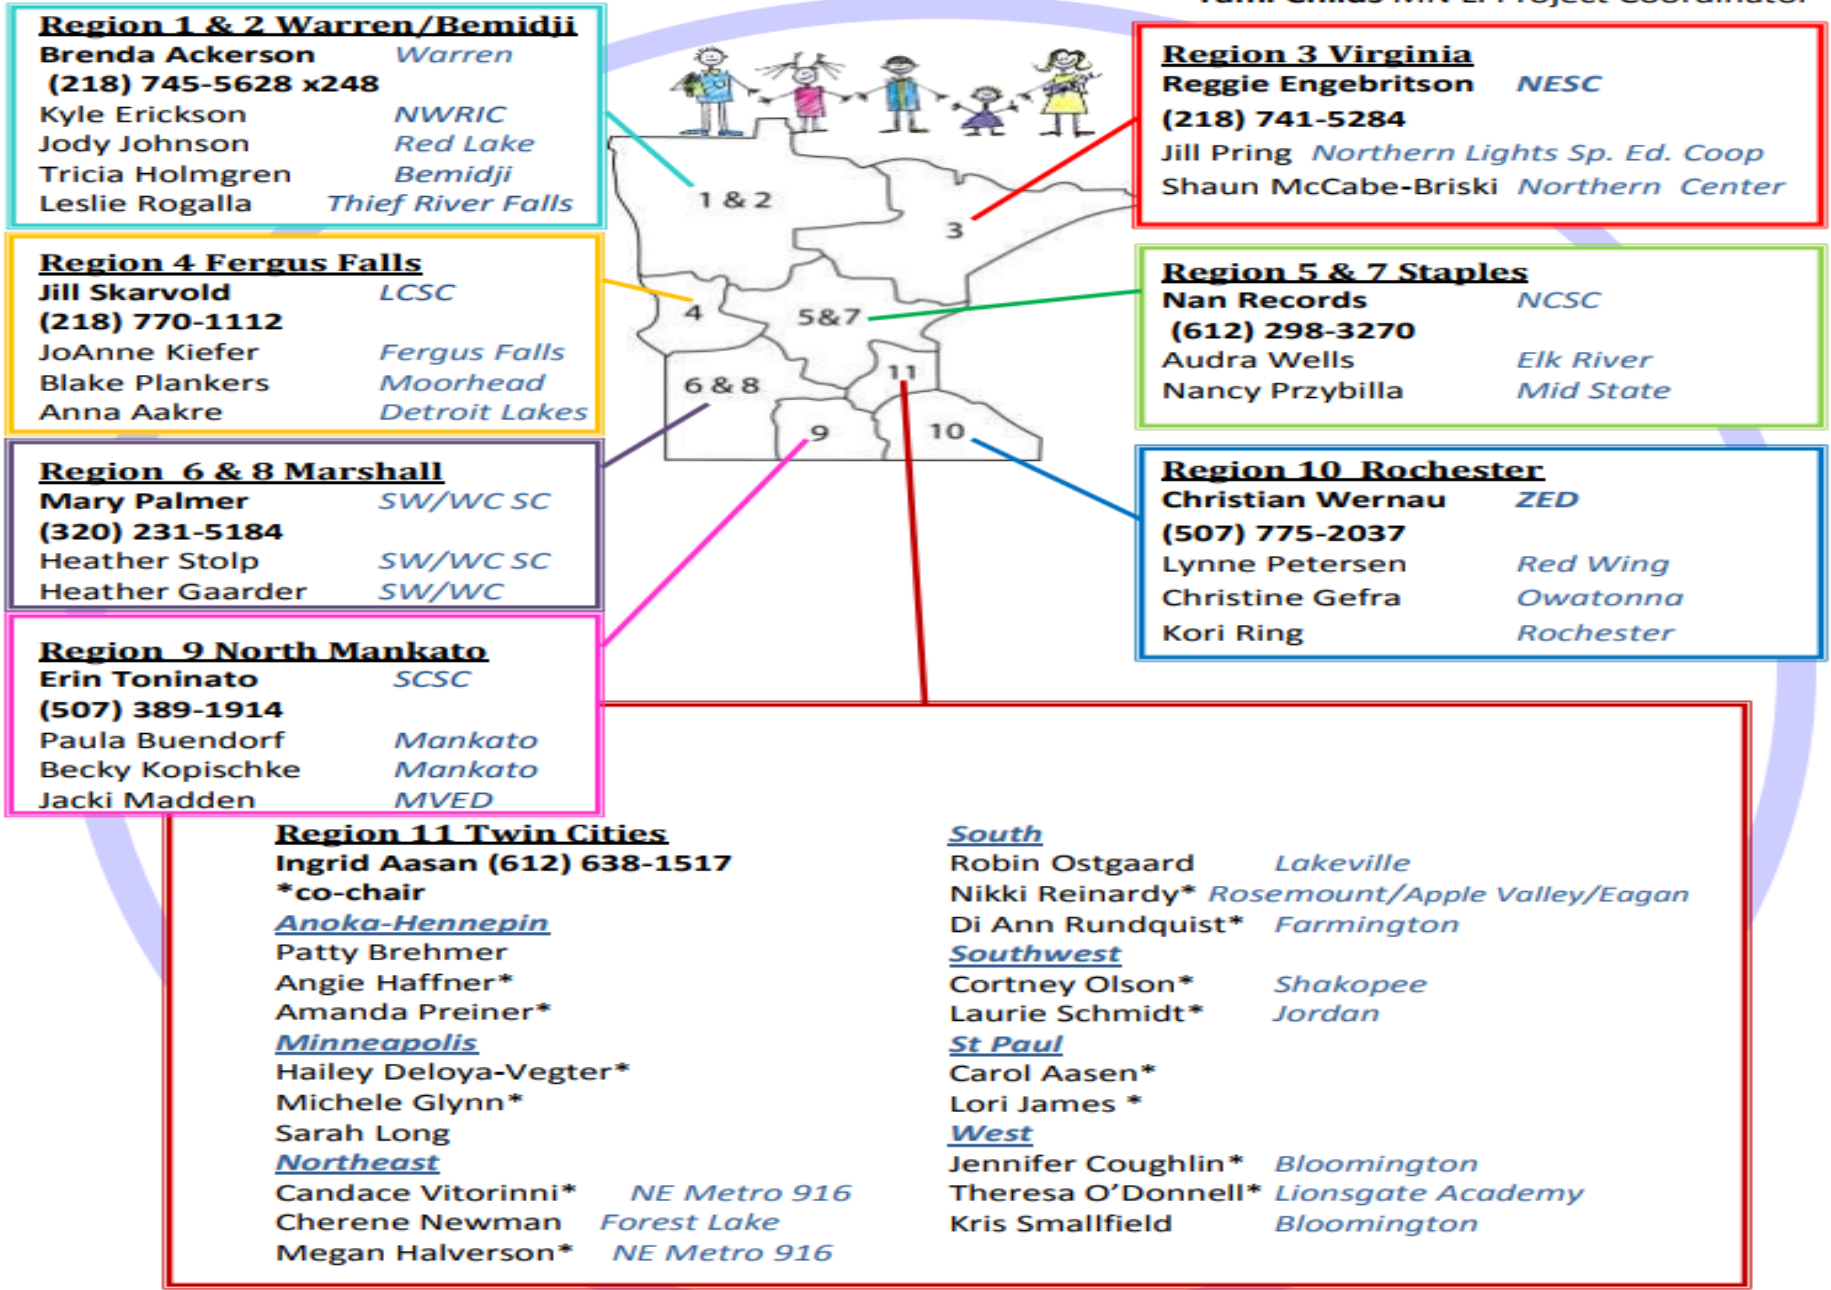 Tami Childs MN LI Project Coordinator
Region 1 & 2 Warren/Bemidji
Brenda Ackerson Warren
(218) 745-5628 x248
Kyle Erickson NWRIC
Jody Johnson Red Lake
Tricia Holmgren Bemidji
Leslie Rogalla Thief River Falls
Region 3 Virginia
Reggie Engebritson NESC
(218) 741-5284
Jill Pring Northern Lights Sp. Ed. Coop
Shaun McCabe-Briski Northern Center
Region 4 Fergus Falls
Jill Skarvold LCSC
(218) 770-1112
JoAnne Kiefer Fergus Falls
Blake Plankers Moorhead
Anna Aakre Detroit Lakes
Region 5 & 7 Staples
Nan Records NCSC
(612) 298-3270
Audra Wells Elk River
Nancy Przybilla Mid State
1 & 2
3
4
5&7
6 & 8
11
9
10
Region 6 & 8 Marshall
Mary Palmer SW/WC SC
(320) 231-5184
Heather Stolp SW/WC SC
Heather Gaarder SW/WC
Region 10 Rochester
Christian Wernau ZED
(507) 775-2037
Lynne Petersen Red Wing
Christine Gefra Owatonna
Kori Ring Rochester
Region 9 North Mankato
Erin Toninato SCSC
(507) 389-1914
Paula Buendorf Mankato
Becky Kopischke Mankato
Jacki Madden MVED
Region 11 Twin Cities
Ingrid Aasan (612) 638-1517
*co-chair
Anoka-Hennepin
Patty Brehmer
Angie Haffner*
Amanda Preiner*
Minneapolis
Hailey Deloya-Vegter*
Michele Glynn*
Sarah Long
Northeast
Candace Vitorinni* NE Metro 916
Cherene Newman Forest Lake
Megan Halverson* NE Metro 916
South
Robin Ostgaard Lakeville
Nikki Reinardy* Rosemount/Apple Valley/Eagan
Di Ann Rundquist* Farmington
Southwest
Cortney Olson* Shakopee
Laurie Schmidt* Jordan
St Paul
Carol Aasen*
Lori James *
West
Jennifer Coughlin* Bloomington
Theresa O’Donnell* Lionsgate Academy
Kris Smallfield Bloomington